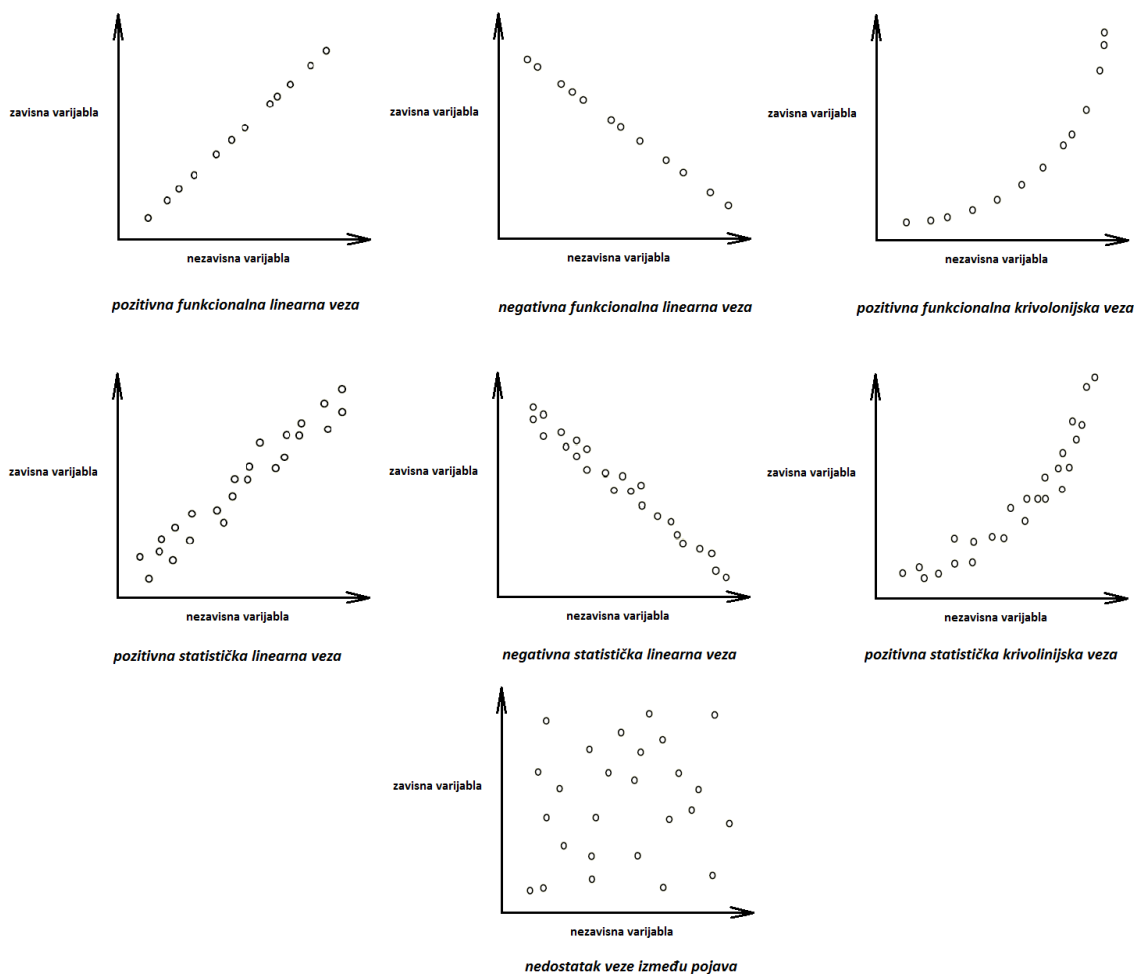 zavisna varijabla
zavisna varijabla
zavisna varijabla
nezavisna varijabla
nezavisna varijabla
nezavisna varijabla
pozitivna funkcionalna linearna veza
negativna funkcionalna linearna veza
pozitivna funkcionalna krivolonijska veza
zavisna varijabla
zavisna varijabla
zavisna varijabla
nezavisna varijabla
nezavisna varijabla
nezavisna varijabla
pozitivna statistička linearna veza
negativna statistička linearna veza
pozitivna statistička krivolinijska veza
zavisna varijabla
nezavisna varijabla
nedostatak veze između pojava